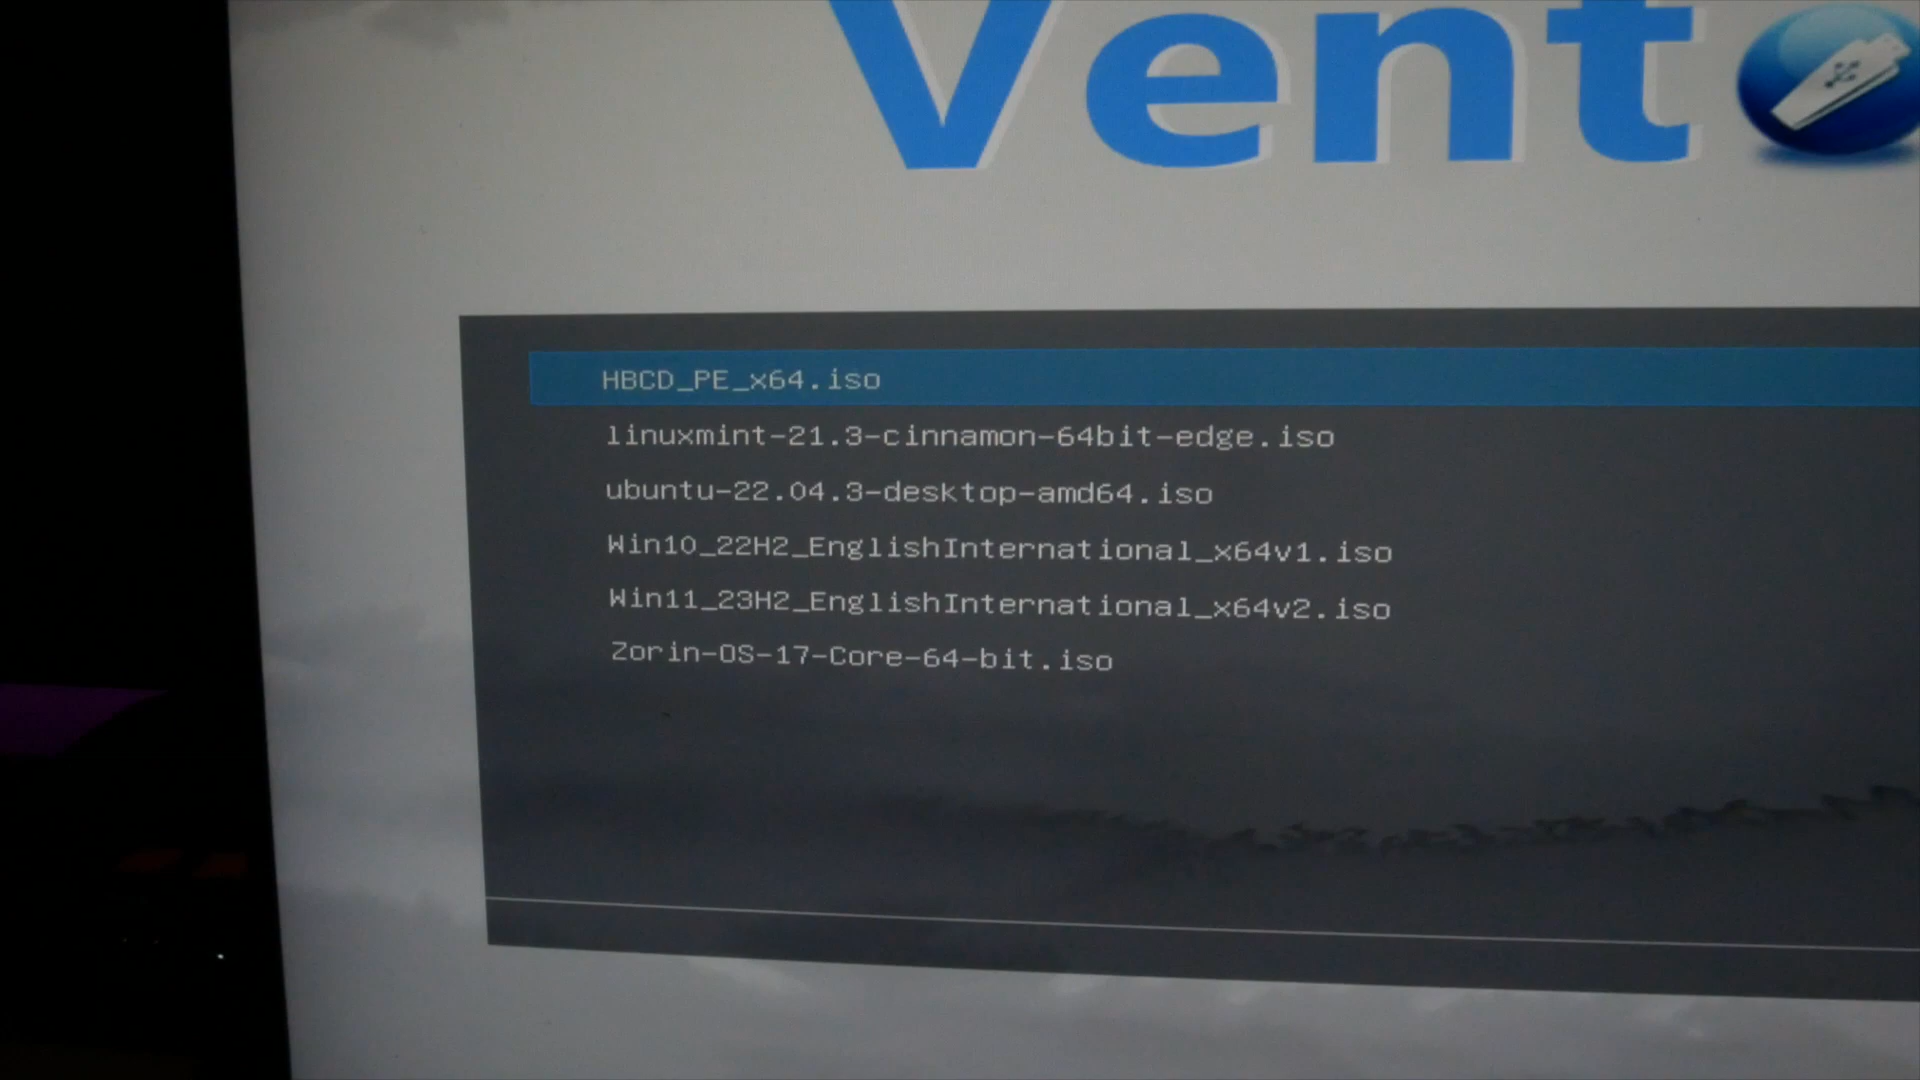 Vent
HBCD_PE_x64.iso
linuxmint-21.3-cinnamon-64bit-edge.iso
ubuntu-22.04.3-desktop-amd64.iso
Win10_22H2_EnglishInternational_x64v1.iso
Win11_23H2_EnglishInternational_x64v2.iso
Zorin-OS-17-Core-64-bit.iso